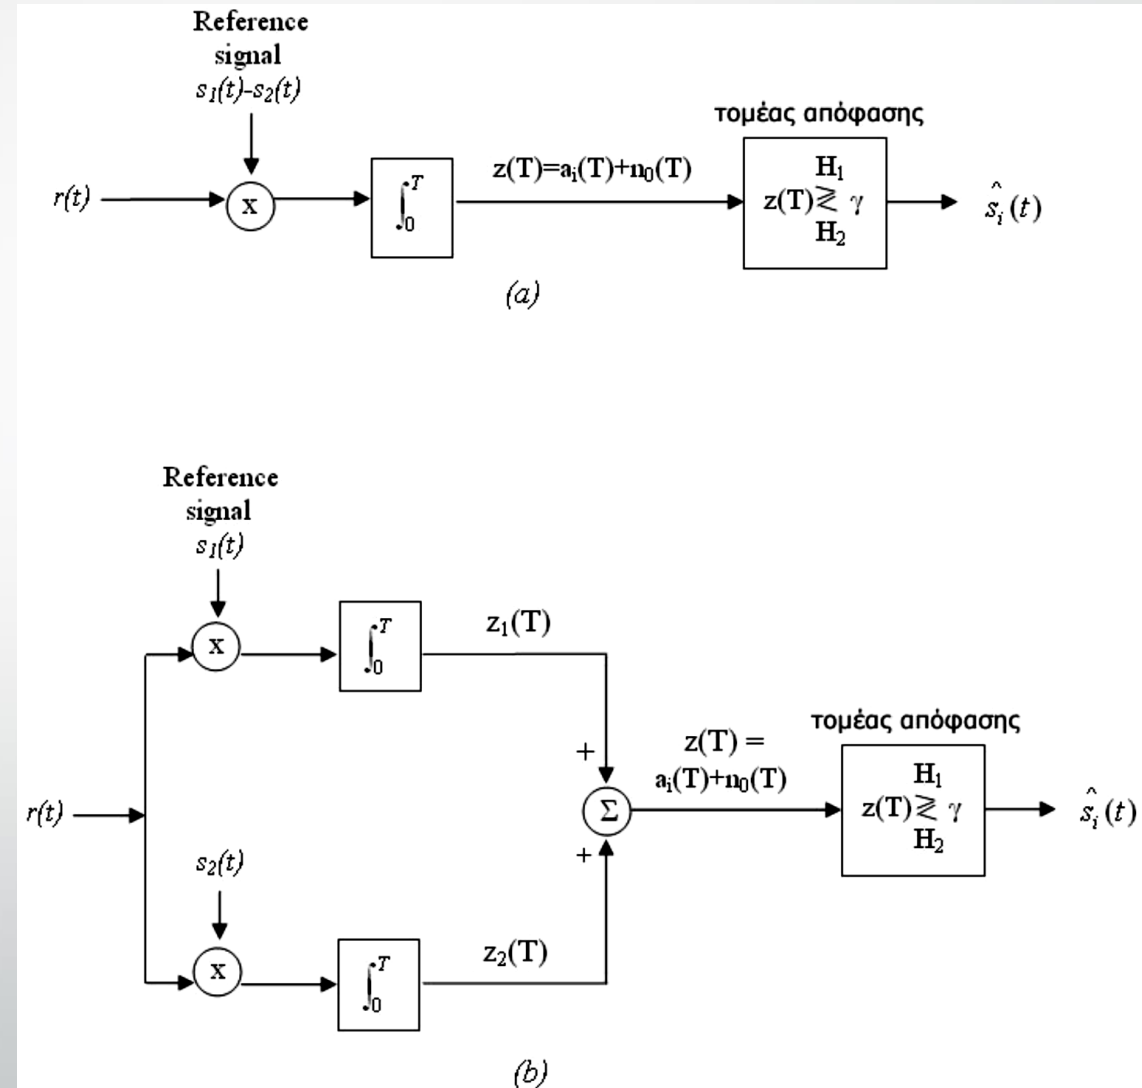 Reference
signal
s₁(t)-s₂(t)
τομέας απόφασης
r(t)
x
∫₀ᵀ
z(T)=aᵢ(T)+n₀(T)
H₁
z(T) ≷ γ
H₂
ŝᵢ(t)
(a)
Reference
signal
s₁(t)
x
∫₀ᵀ
z₁(T)
r(t)
+
Σ
+
z(T) =
aᵢ(T)+n₀(T)
τομέας απόφασης
H₁
z(T) ≷ γ
H₂
ŝᵢ(t)
s₂(t)
x
∫₀ᵀ
z₂(T)
(b)